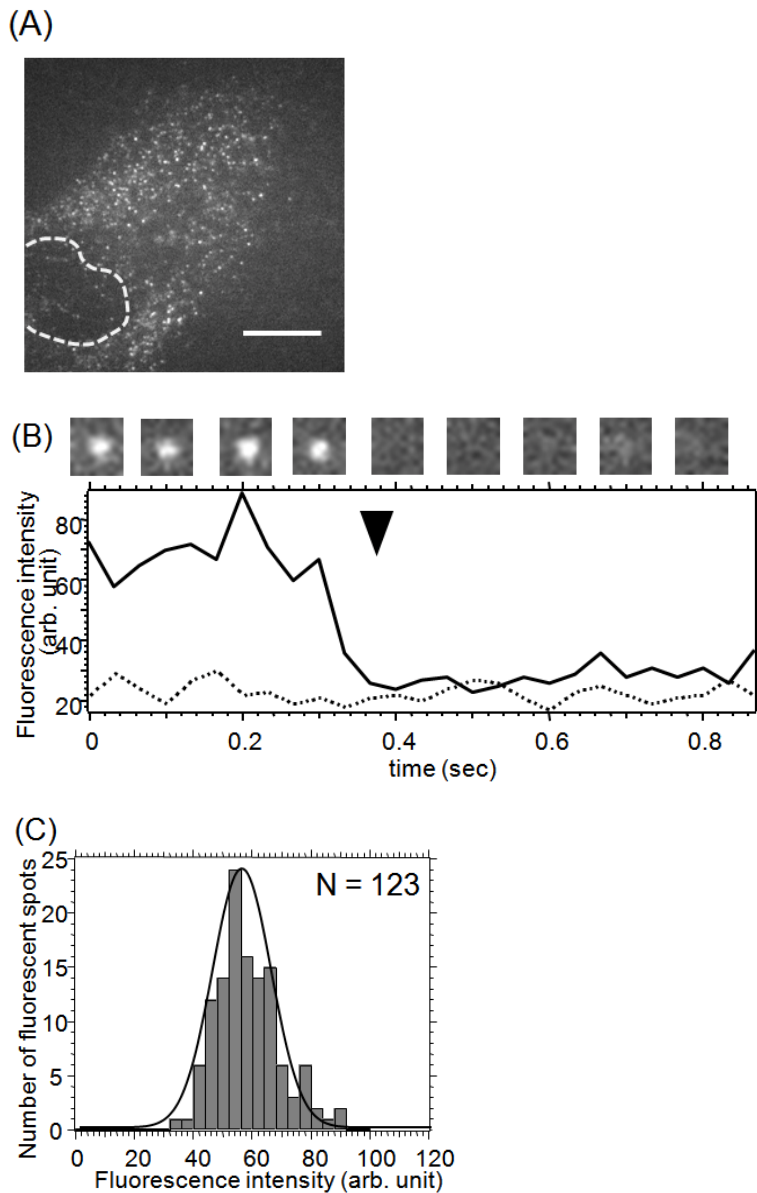 (A)
(B)
Fluorescence intensity
(arb. unit)
80
60
40
20
0 0.2 0.4 0.6 0.8
time (sec)
(C)
N = 123
Number of fluorescent spots
25
20
15
10
5
0
0 20 40 60 80 100 120
Fluorescence intensity (arb. unit)